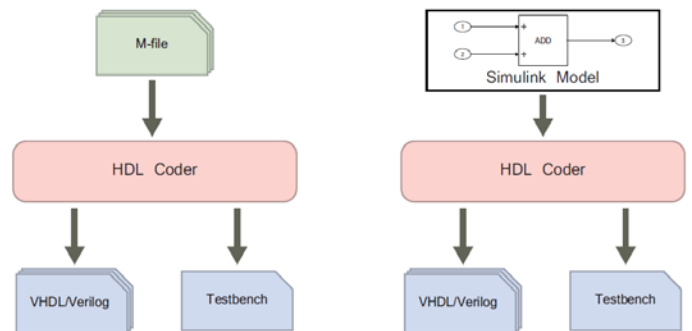 M-file
HDL Coder
VHDL/Verilog
Testbench
1
+
ADD
3
2
+
Simulink Model
HDL Coder
VHDL/Verilog
Testbench